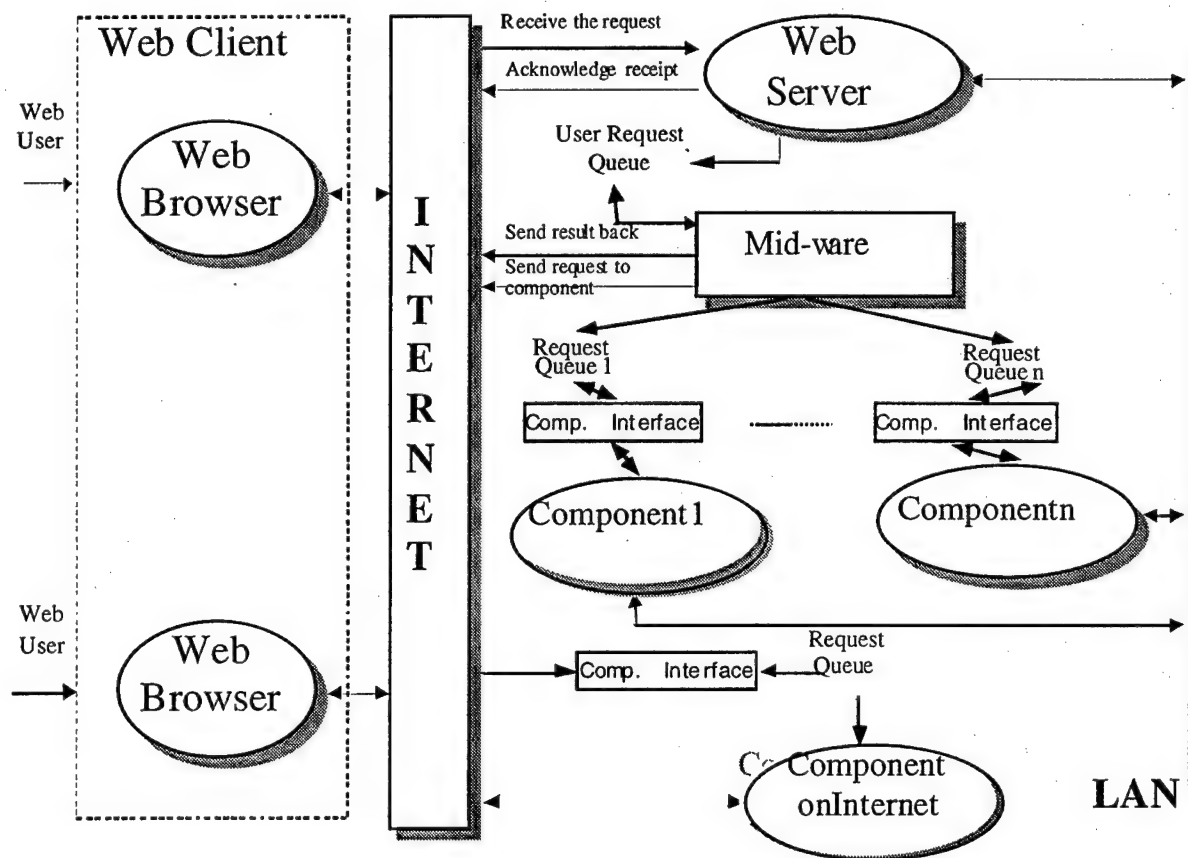 Web Client
Web
User
Web
Browser
Web
User
Web
Browser
INTERNET
Receive the request
Acknowledge receipt
Web
Server
User Request
Queue
Send result back
Send request to
component
Mid-ware
Request
Queue 1
Request
Queue n
Comp. Interface
Comp. Interface
Component1
Componentn
Request
Queue
Comp. Interface
Component
onInternet
LAN